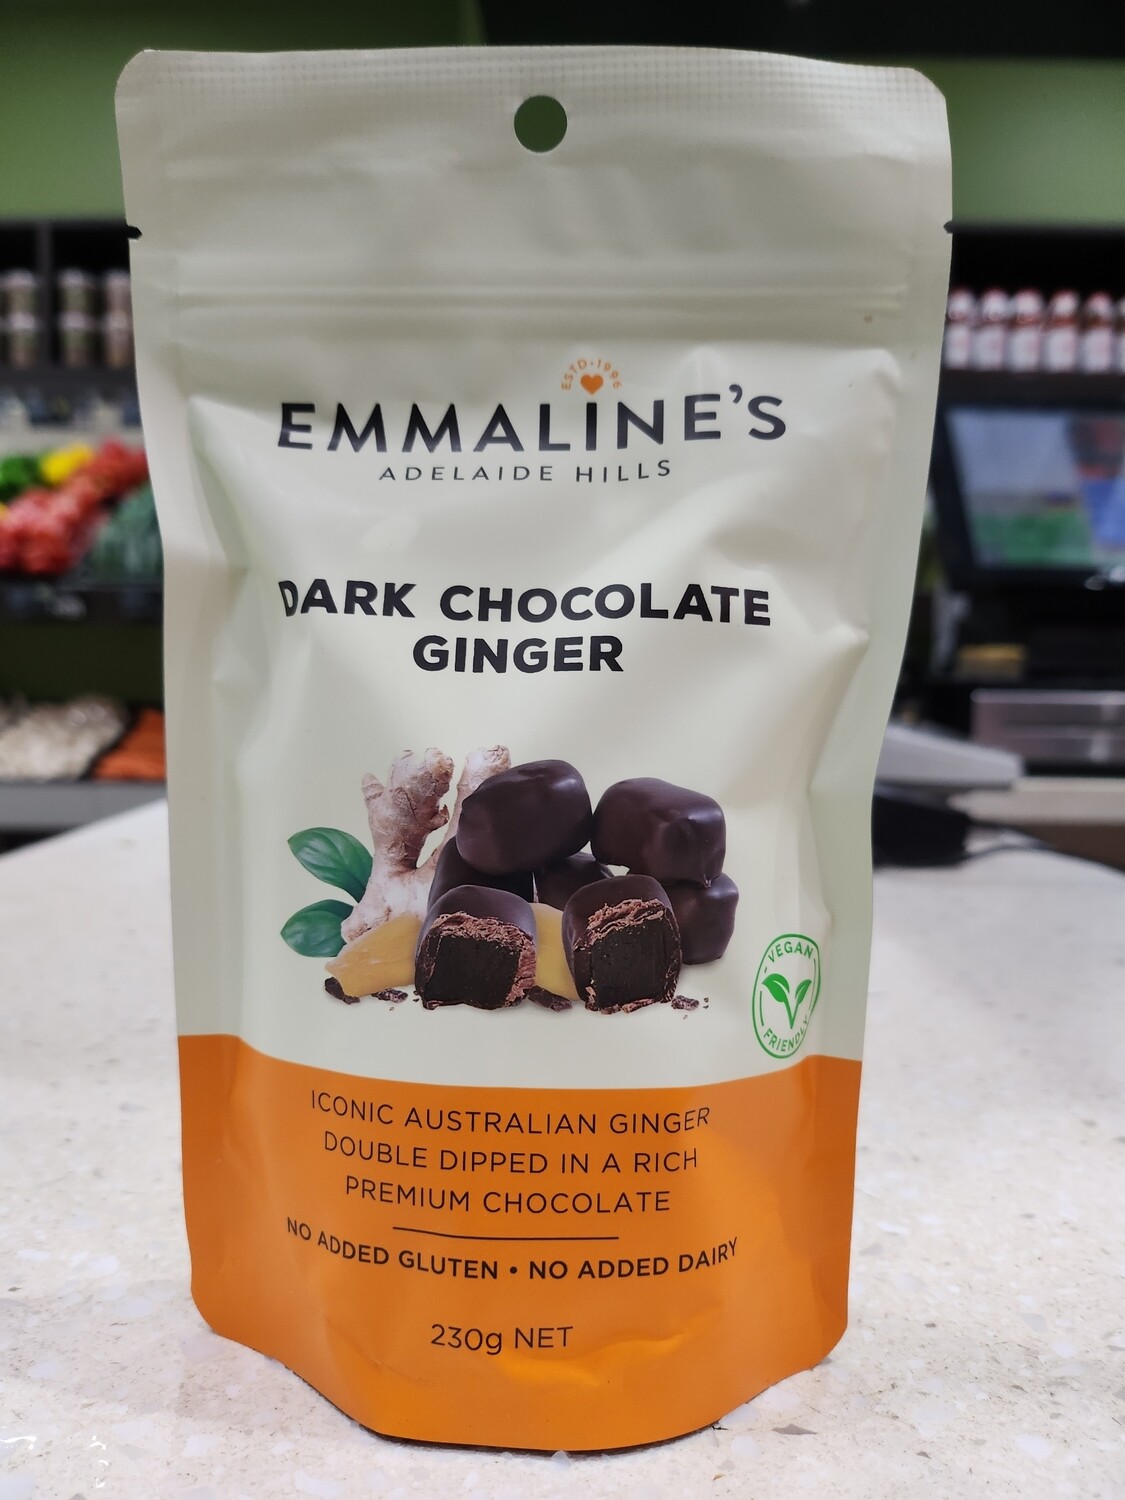 ESTD·1996
EMMALINE'S
ADELAIDE HILLS
DARK CHOCOLATE
GINGER
VEGAN
FRIENDLY
ICONIC AUSTRALIAN GINGER
DOUBLE DIPPED IN A RICH
PREMIUM CHOCOLATE
NO ADDED GLUTEN • NO ADDED DAIRY
230g NET